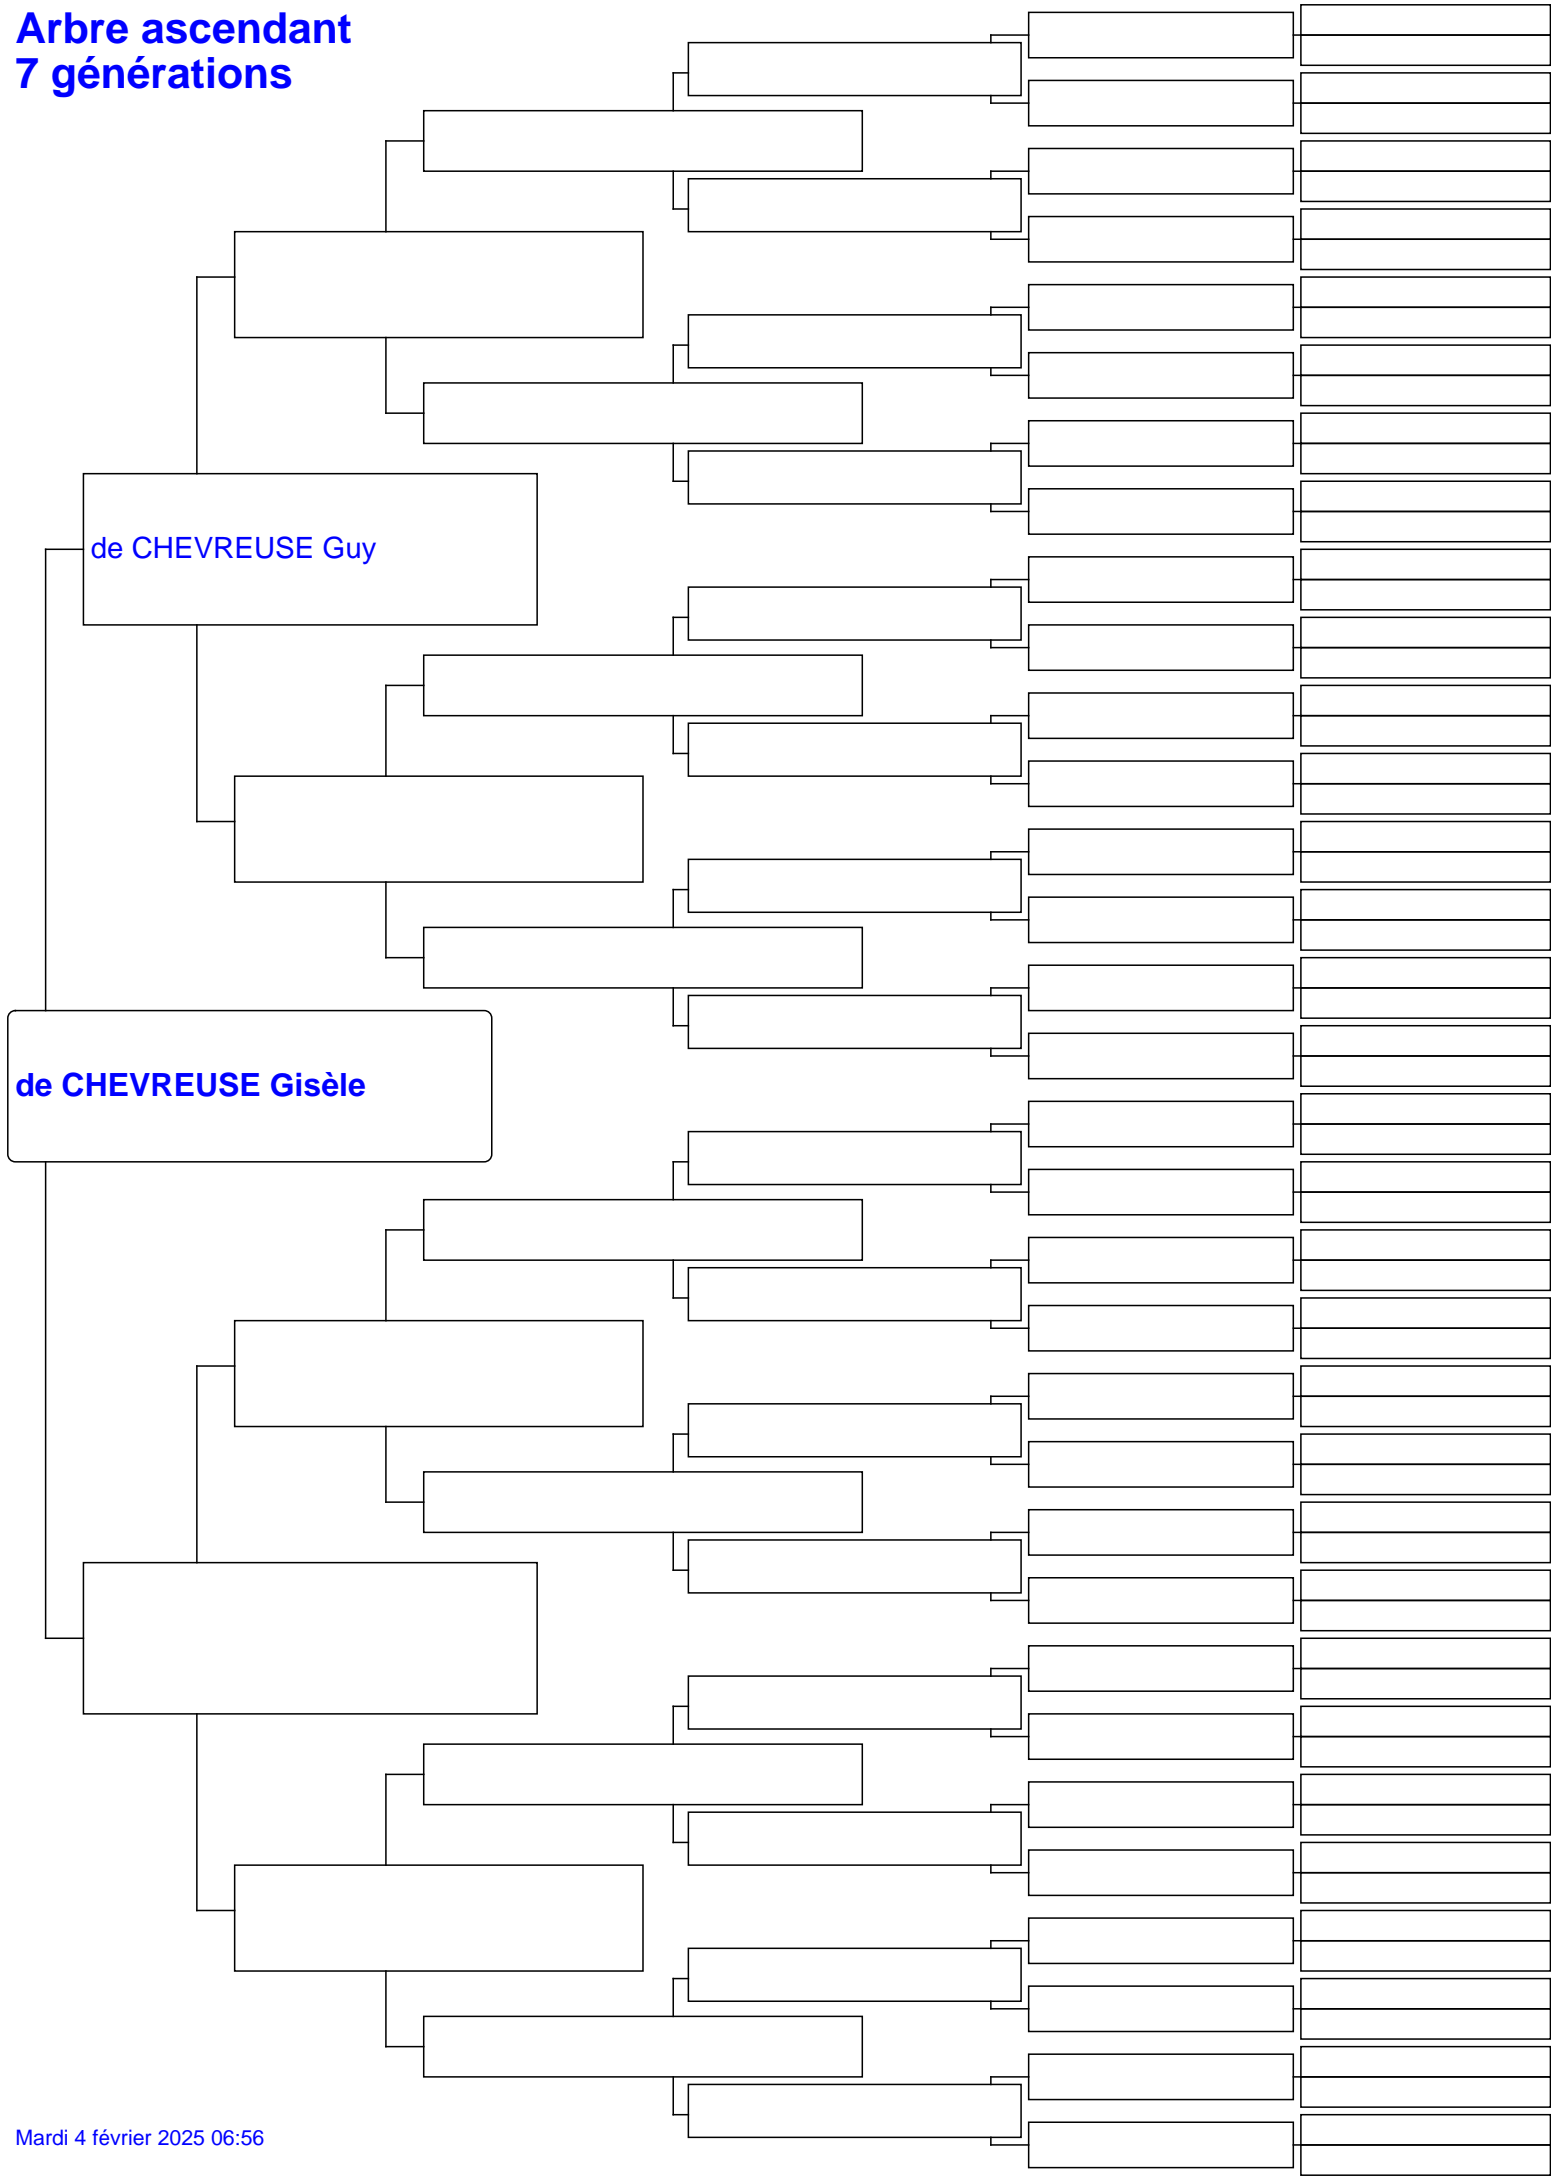 Arbre ascendant
7 générations
de CHEVREUSE Guy
de CHEVREUSE Gisèle
Mardi 4 février 2025 06:56